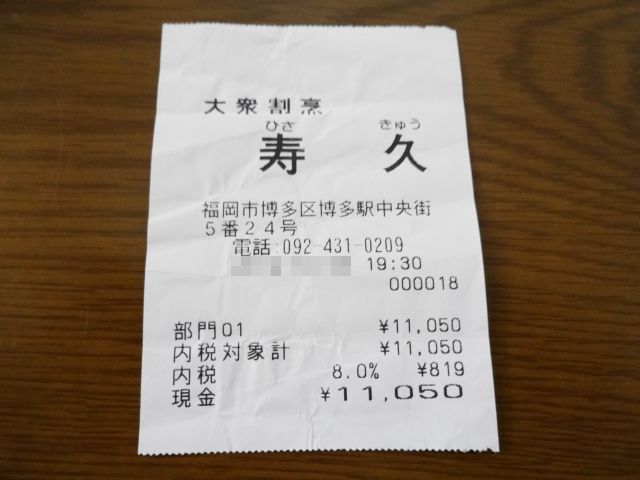 大衆割烹
ひさ きゅう
寿 久
福岡市博多区博多駅中央街
5番24号
電話:092-431-0209
19:30
000018
部門01 ¥11,050
内税対象計 ¥11,050
内税 8.0% ¥819
現金 ¥11,050